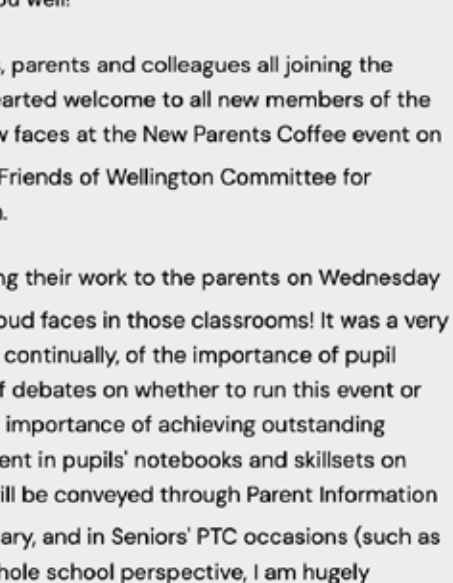 well!
, parents and colleagues all joining the
earted welcome to all new members of the
faces at the New Parents Coffee event on
Friends of Wellington Committee for
ng their work to the parents on Wednesday
oud faces in those classrooms! It was a very
continually, of the importance of pupil
f debates on whether to run this event or
importance of achieving outstanding
ent in pupils' notebooks and skillsets on
ill be conveyed through Parent Information
ary, and in Seniors' PTC occasions (such as
hole school perspective, I am hugely